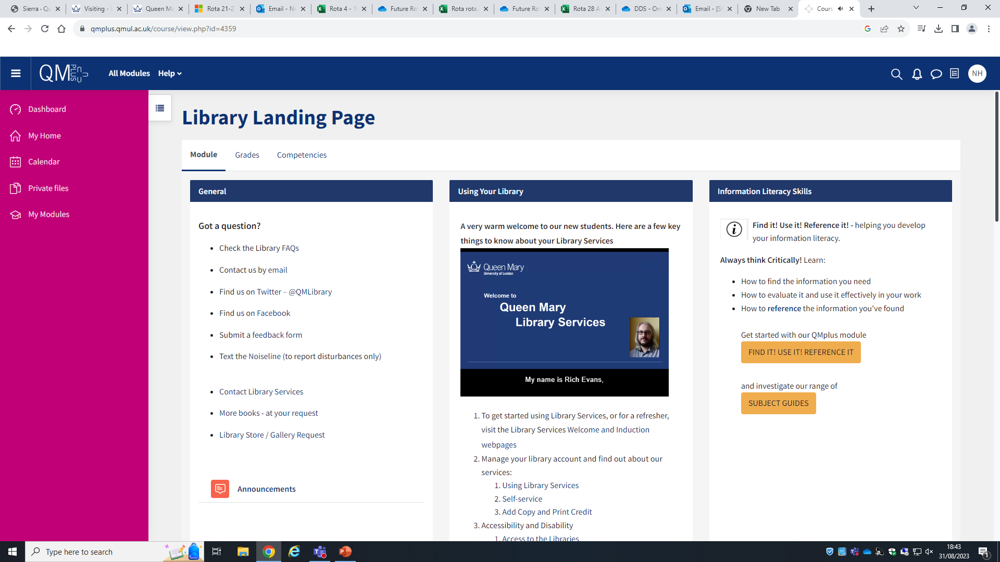 Sierra · Qu
Visiting - L
Queen Ma
Rota 21-2
Email - Ni
Rota 4 - 1
Future Ro
Rota rota.
Future Ro
Rota 28 A
DDS - On
Email - [S
New Tab
Cours
qmplus.qmul.ac.uk/course/view.php?id=4359
QM PLUS
All Modules Help
NH
Dashboard
My Home
Calendar
Private files
My Modules
Library Landing Page
Module Grades Competencies
General
Got a question?
Check the Library FAQs
Contact us by email
Find us on Twitter – @QMLibrary
Find us on Facebook
Submit a feedback form
Text the Noiseline (to report disturbances only)
Contact Library Services
More books - at your request
Library Store / Gallery Request
Announcements
Using Your Library
A very warm welcome to our new students. Here are a few key
things to know about your Library Services
Queen Mary
University of London
Welcome to
Queen Mary
Library Services
My name is Rich Evans,
1. To get started using Library Services, or for a refresher,
visit the Library Services Welcome and Induction
webpages
2. Manage your library account and find out about our
services:
1. Using Library Services
2. Self-service
3. Add Copy and Print Credit
3. Accessibility and Disability
1. Access to the Libraries
Information Literacy Skills
Find it! Use it! Reference it! - helping you develop
your information literacy.
Always think Critically! Learn:
How to find the information you need
How to evaluate it and use it effectively in your work
How to reference the information you've found
Get started with our QMplus module
FIND IT! USE IT! REFERENCE IT
and investigate our range of
SUBJECT GUIDES
Type here to search
18:43
31/08/2023
1